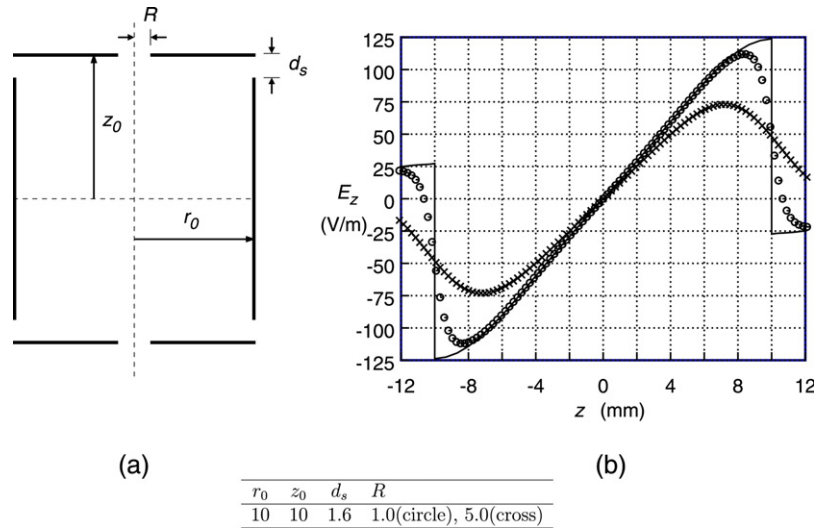 (a)
R
d_s
z_0
r_0
125
100
75
50
25
0
-25
-50
-75
-100
-125
E_z
(V/m)
-12 -8 -4 0 4 8 12
z (mm)
(a)
(b)
r_0 z_0 d_s R
10 10 1.6 1.0(circle), 5.0(cross)